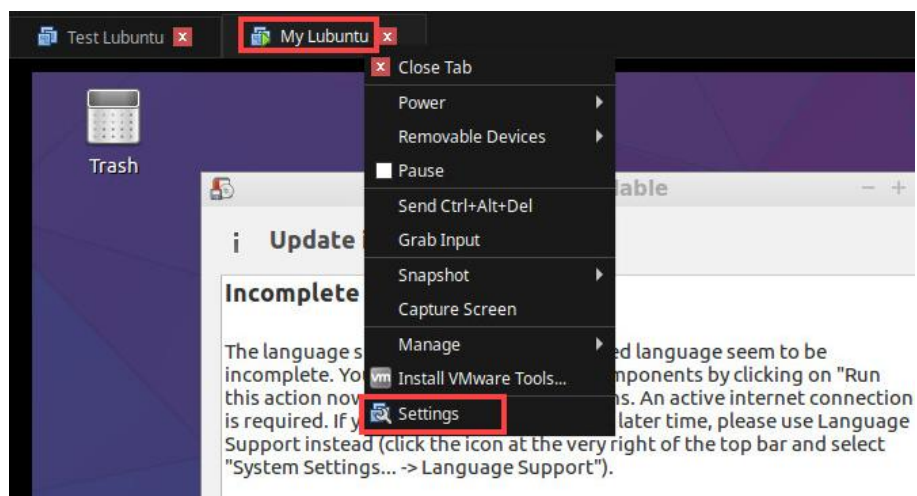 Test Lubuntu
My Lubuntu
Close Tab
Power
Removable Devices
Pause
Send Ctrl+Alt+Del
Grab Input
Snapshot
Capture Screen
Manage
vm Install VMware Tools...
Settings
Trash
Update
Incomplete
The language ed language seem to be
incomplete. You mponents by clicking on "Run
this action now An active internet connection
is required. If later time, please use Language
Support instead (click the icon at the very right of the top bar and select
"System Settings... -> Language Support").